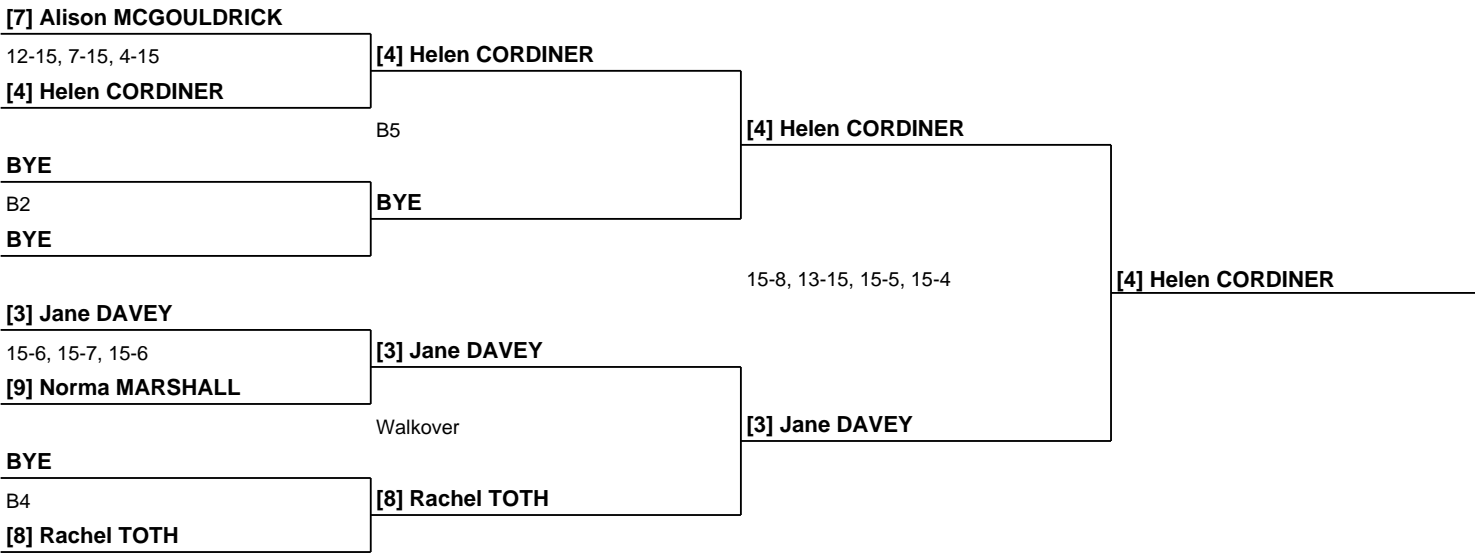 [7] Alison MCGOULDRICK
12-15, 7-15, 4-15
[4] Helen CORDINER
[4] Helen CORDINER
B5
[4] Helen CORDINER
BYE
B2
BYE
BYE
15-8, 13-15, 15-5, 15-4
[4] Helen CORDINER
[3] Jane DAVEY
15-6, 15-7, 15-6
[3] Jane DAVEY
[9] Norma MARSHALL
Walkover
[3] Jane DAVEY
BYE
B4
[8] Rachel TOTH
[8] Rachel TOTH